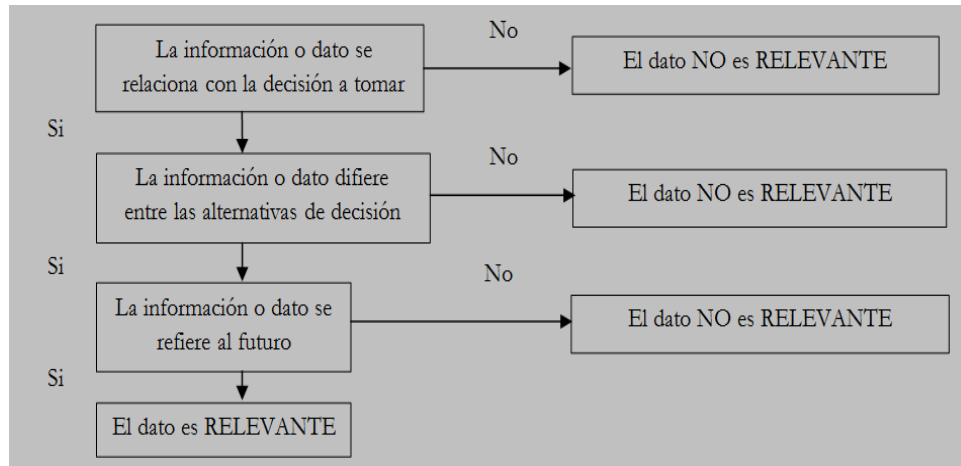 La información o dato se
relaciona con la decisión a tomar
No
El dato NO es RELEVANTE
Si
La información o dato difiere
entre las alternativas de decisión
No
El dato NO es RELEVANTE
Si
La información o dato se
refiere al futuro
No
El dato NO es RELEVANTE
Si
El dato es RELEVANTE